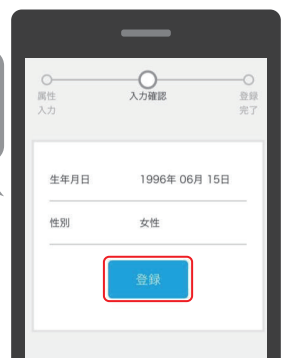 属性
入力
入力確認
登録
完了
生年月日 1996年 06月 15日
性別 女性
登録